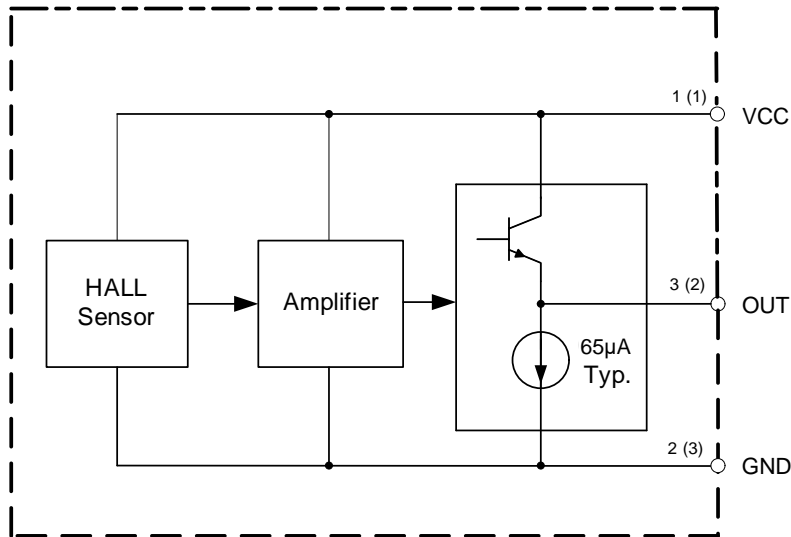 1 (1)
VCC
HALL
Sensor
Amplifier
3 (2)
OUT
65µA
Typ.
2 (3)
GND